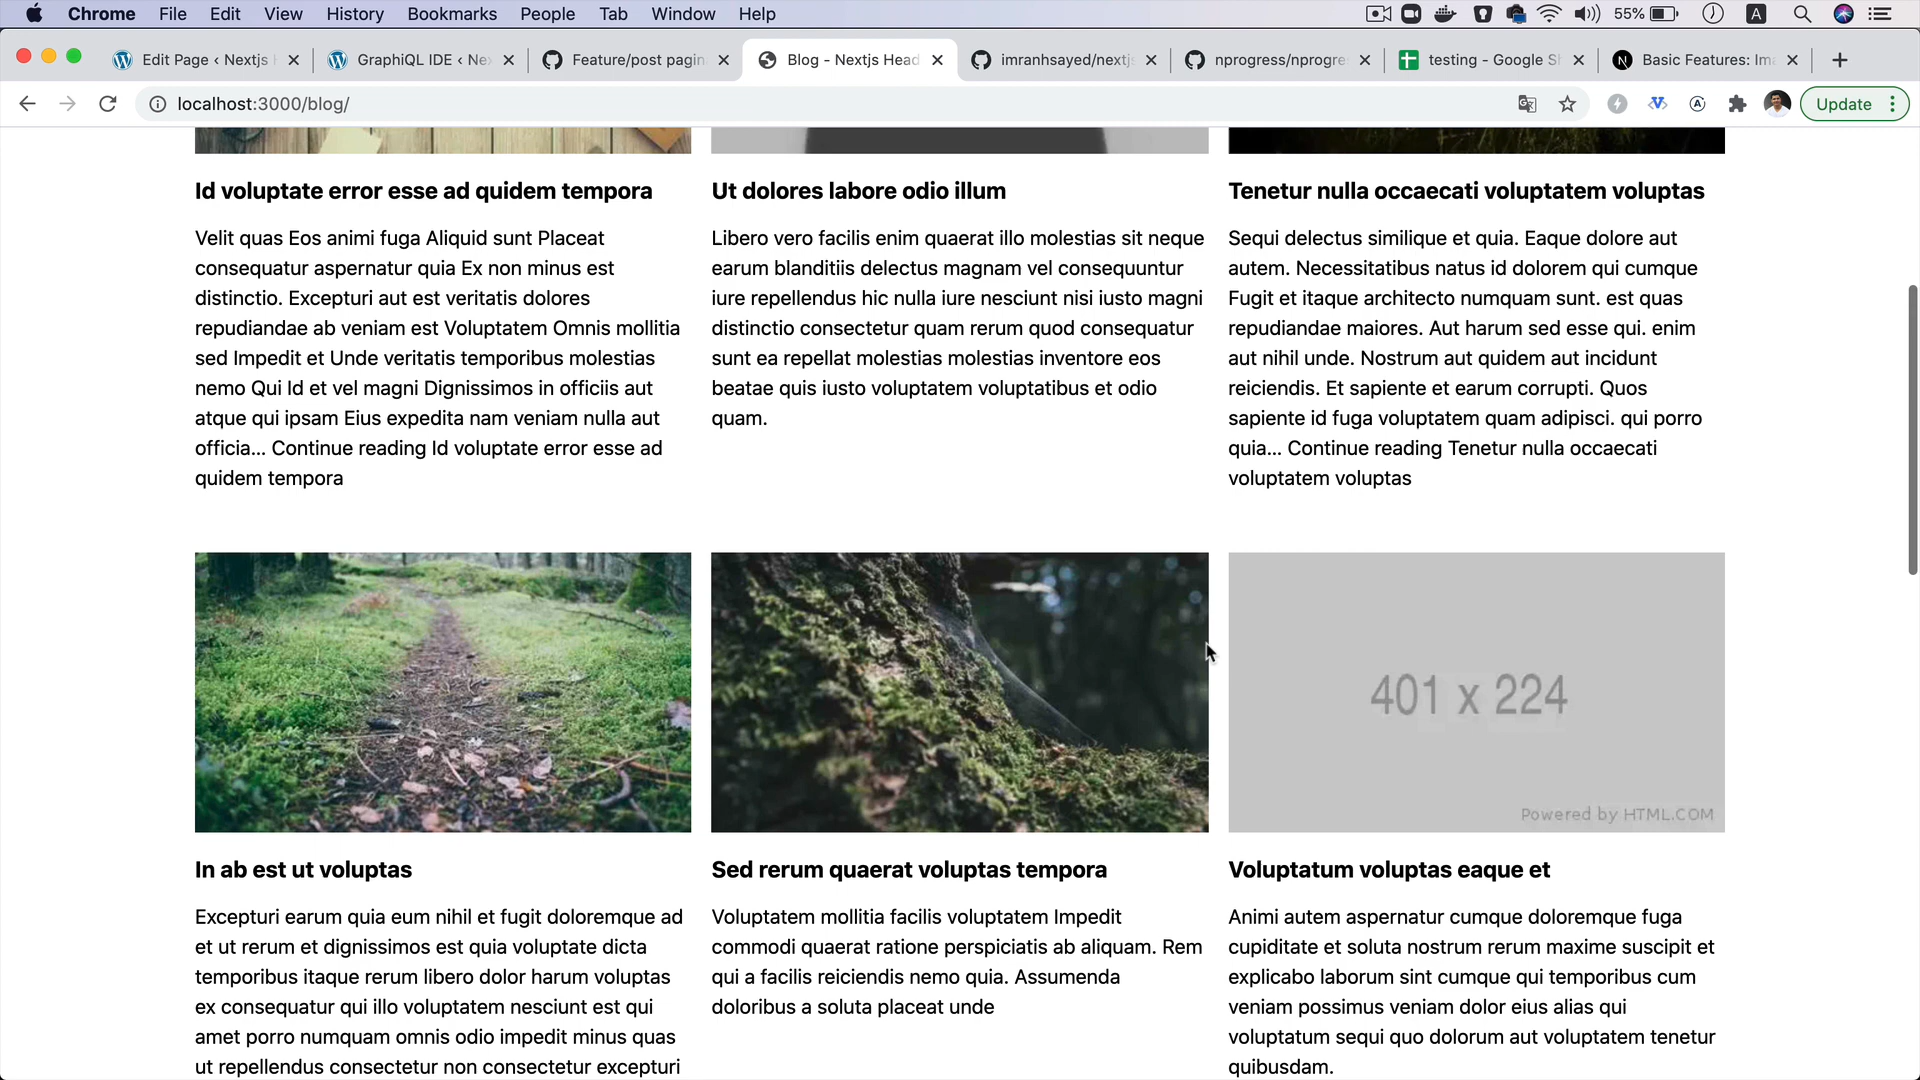 Chrome File Edit View History Bookmarks People Tab Window Help 55% A
Edit Page ‹ Nextjs
GraphiQL IDE ‹ Ne
Feature/post pagin
Blog - Nextjs Head
imranhsayed/nextjs
nprogress/nprogre
testing - Google Sh
Basic Features: Im
localhost:3000/blog/
Update
Id voluptate error esse ad quidem tempora
Velit quas Eos animi fuga Aliquid sunt Placeat
consequatur aspernatur quia Ex non minus est
distinctio. Excepturi aut est veritatis dolores
repudiandae ab veniam est Voluptatem Omnis mollitia
sed Impedit et Unde veritatis temporibus molestias
nemo Qui Id et vel magni Dignissimos in officiis aut
atque qui ipsam Eius expedita nam veniam nulla aut
officia... Continue reading Id voluptate error esse ad
quidem tempora
Ut dolores labore odio illum
Libero vero facilis enim quaerat illo molestias sit neque
earum blanditiis delectus magnam vel consequuntur
iure repellendus hic nulla iure nesciunt nisi iusto magni
distinctio consectetur quam rerum quod consequatur
sunt ea repellat molestias molestias inventore eos
beatae quis iusto voluptatem voluptatibus et odio
quam.
Tenetur nulla occaecati voluptatem voluptas
Sequi delectus similique et quia. Eaque dolore aut
autem. Necessitatibus natus id dolorem qui cumque
Fugit et itaque architecto numquam sunt. est quas
repudiandae maiores. Aut harum sed esse qui. enim
aut nihil unde. Nostrum aut quidem aut incidunt
reiciendis. Et sapiente et earum corrupti. Quos
sapiente id fuga voluptatem quam adipisci. qui porro
quia... Continue reading Tenetur nulla occaecati
voluptatem voluptas
401 x 224
Powered by HTML.COM
In ab est ut voluptas
Excepturi earum quia eum nihil et fugit doloremque ad
et ut rerum et dignissimos est quia voluptate dicta
temporibus itaque rerum libero dolor harum voluptas
ex consequatur qui illo voluptatem nesciunt est qui
amet porro numquam omnis odio impedit minus quas
ut repellendus consectetur non consectetur excepturi
Sed rerum quaerat voluptas tempora
Voluptatem mollitia facilis voluptatem Impedit
commodi quaerat ratione perspiciatis ab aliquam. Rem
qui a facilis reiciendis nemo quia. Assumenda
doloribus a soluta placeat unde
Voluptatum voluptas eaque et
Animi autem aspernatur cumque doloremque fuga
cupiditate et soluta nostrum rerum maxime suscipit et
explicabo laborum sint cumque qui temporibus cum
veniam possimus veniam dolor eius alias qui
voluptatum sequi quo dolorum aut voluptatem tenetur
quibusdam.